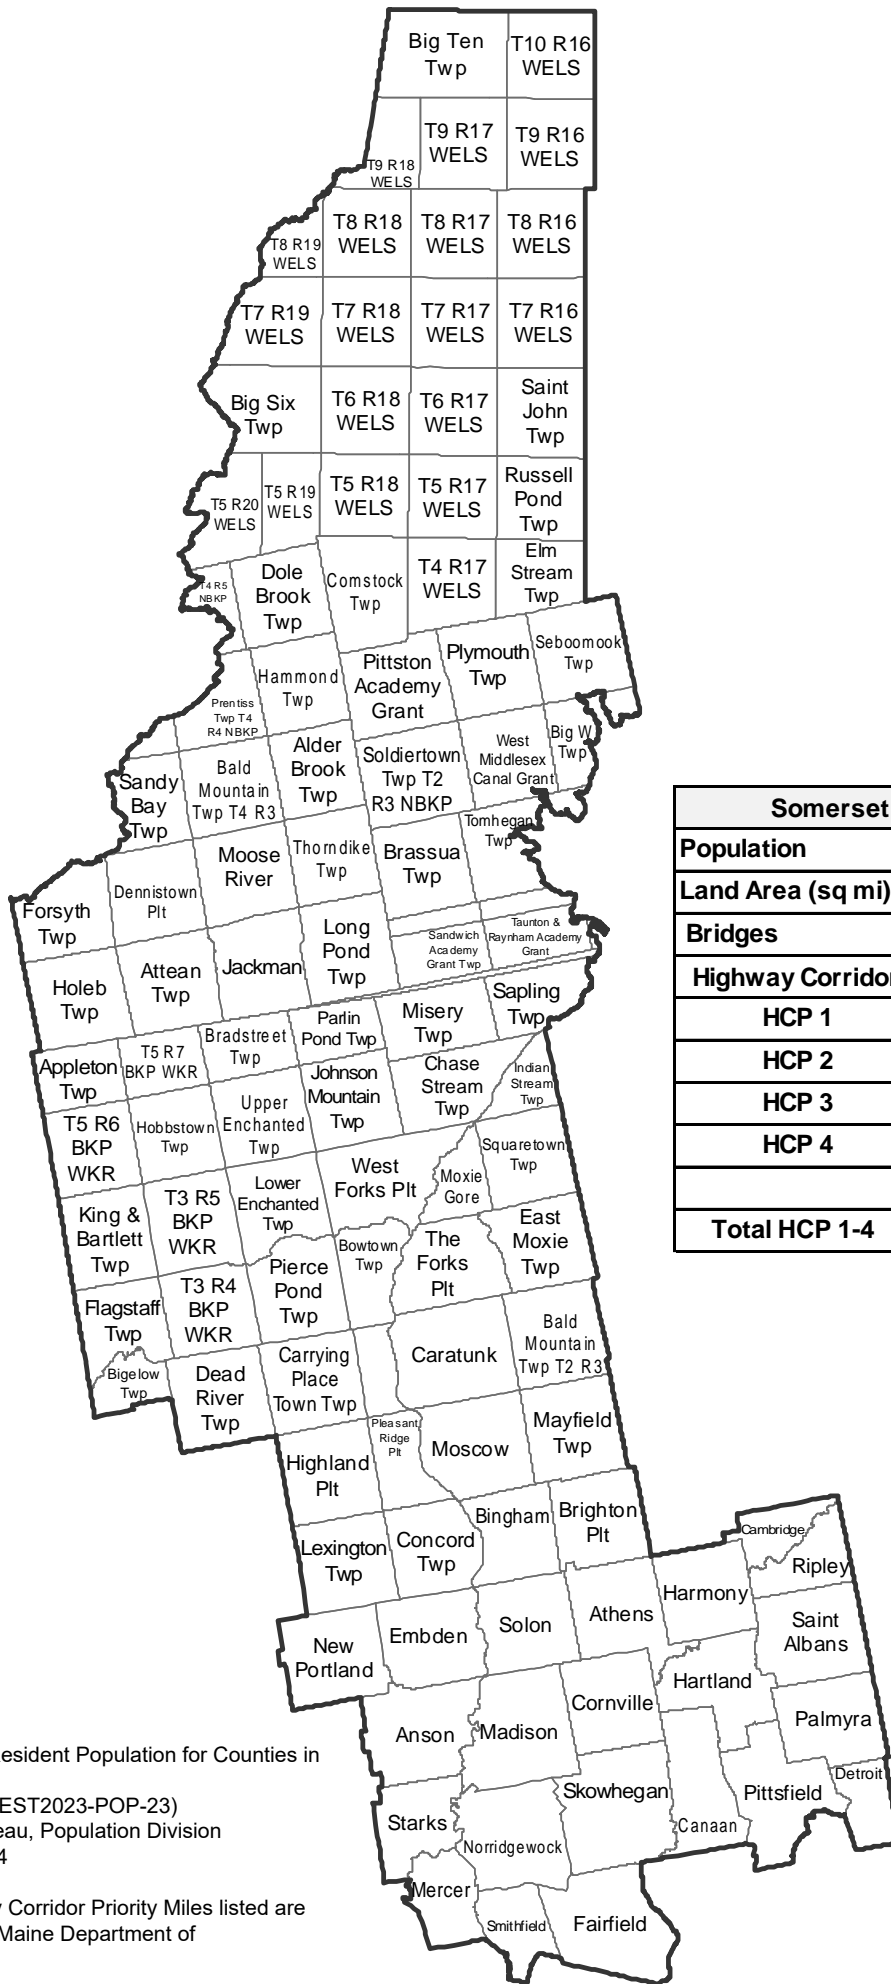 Big Ten
Twp
T10 R16
WELS
T9 R18
WELS
T9 R17
WELS
T9 R16
WELS
T8 R19
WELS
T8 R18
WELS
T8 R17
WELS
T8 R16
WELS
T7 R19
WELS
T7 R18
WELS
T7 R17
WELS
T7 R16
WELS
Big Six
Twp
T6 R18
WELS
T6 R17
WELS
Saint
John
Twp
T5 R20
WELS
T5 R19
WELS
T5 R18
WELS
T5 R17
WELS
Russell
Pond
Twp
T4 R5
NBKP
Dole
Brook
Twp
Comstock
Twp
T4 R17
WELS
Elm
Stream
Twp
Prentiss
Twp T4
R4 NBKP
Hammond
Twp
Pittston
Academy
Grant
Plymouth
Twp
Seboomook
Twp
Sandy
Bay
Twp
Bald
Mountain
Twp T4 R3
Alder
Brook
Twp
Soldiertown
Twp T2
R3 NBKP
West
Middlesex
Canal Grant
Big W
Twp
Forsyth
Twp
Dennistown
Plt
Moose
River
Thorndike
Twp
Brassua
Twp
Tomhegan
Twp
Holeb
Twp
Attean
Twp
Jackman
Long
Pond
Twp
Sandwich
Academy
Grant Twp
Taunton &
Raynham Academy
Grant
Appleton
Twp
T5 R7
BKP WKR
Bradstreet
Twp
Parlin
Pond Twp
Misery
Twp
Sapling
Twp
T5 R6
BKP
WKR
Hobbstown
Twp
Upper
Enchanted
Twp
Johnson
Mountain
Twp
Chase
Stream
Twp
Indian
Stream
Twp
King &
Bartlett
Twp
T3 R5
BKP
WKR
Lower
Enchanted
Twp
West
Forks Plt
Moxie
Gore
Squaretown
Twp
Flagstaff
Twp
T3 R4
BKP
WKR
Pierce
Pond
Twp
Bowtown
Twp
The
Forks
Plt
East
Moxie
Twp
Bigelow
Twp
Dead
River
Twp
Carrying
Place
Town Twp
Caratunk
Bald
Mountain
Twp T2 R3
Highland
Plt
Pleasant
Ridge
Plt
Moscow
Mayfield
Twp
Lexington
Twp
Concord
Twp
Bingham
Brighton
Plt
Cambridge
Ripley
New
Portland
Embden
Solon
Athens
Harmony
Saint
Albans
Anson
Madison
Cornville
Hartland
Palmyra
Starks
Norridgewock
Skowhegan
Canaan
Pittsfield
Detroit
Mercer
Smithfield
Fairfield
Somerset
Population
Land Area (sq mi)
Bridges
Highway Corridor
HCP 1
HCP 2
HCP 3
HCP 4
Total HCP 1-4
esident Population for Counties in
EST2023-POP-23)
eau, Population Division
4
y Corridor Priority Miles listed are
Maine Department of